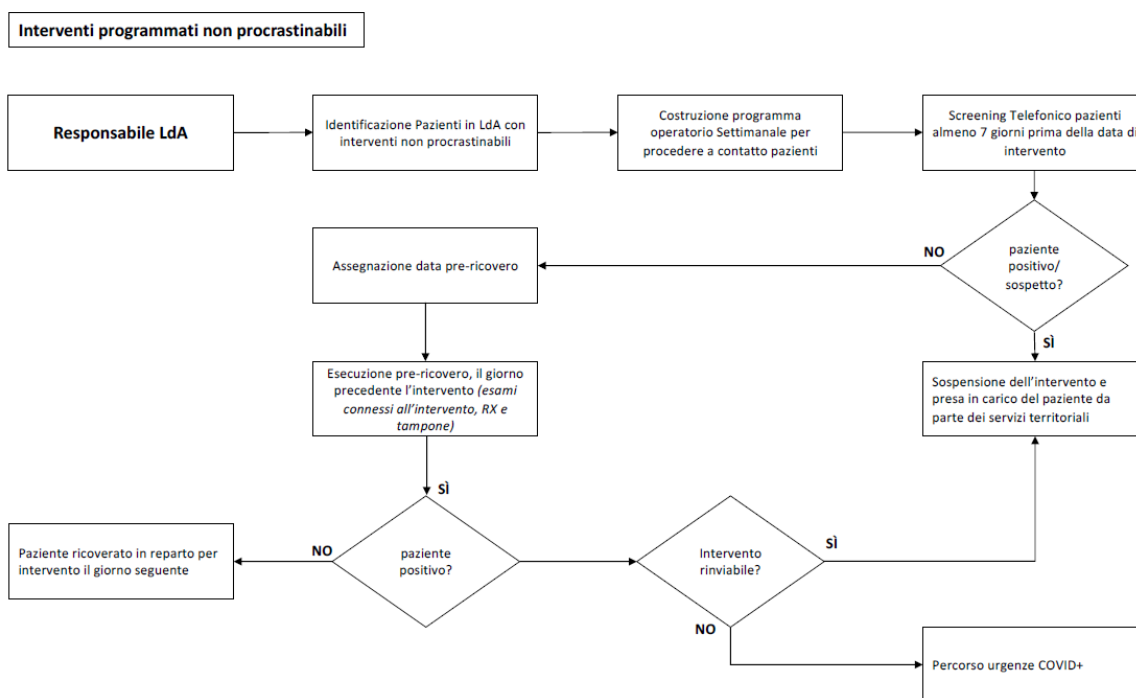 Interventi programmati non procrastinabili
Responsabile LdA
Identificazione Pazienti in LdA con
interventi non procrastinabili
Costruzione programma
operatorio Settimanale per
procedere a contatto pazienti
Screening Telefonico pazienti
almeno 7 giorni prima della data di
intervento
paziente
positivo/
sospetto?
NO
SÌ
Assegnazione data pre-ricovero
Esecuzione pre-ricovero, il giorno
precedente l'intervento (esami
connessi all'intervento, RX e
tampone)
Sospensione dell'intervento e
presa in carico del paziente da
parte dei servizi territoriali
SÌ
paziente
positivo?
NO
Paziente ricoverato in reparto per
intervento il giorno seguente
Intervento
rinviabile?
SÌ
NO
Percorso urgenze COVID+